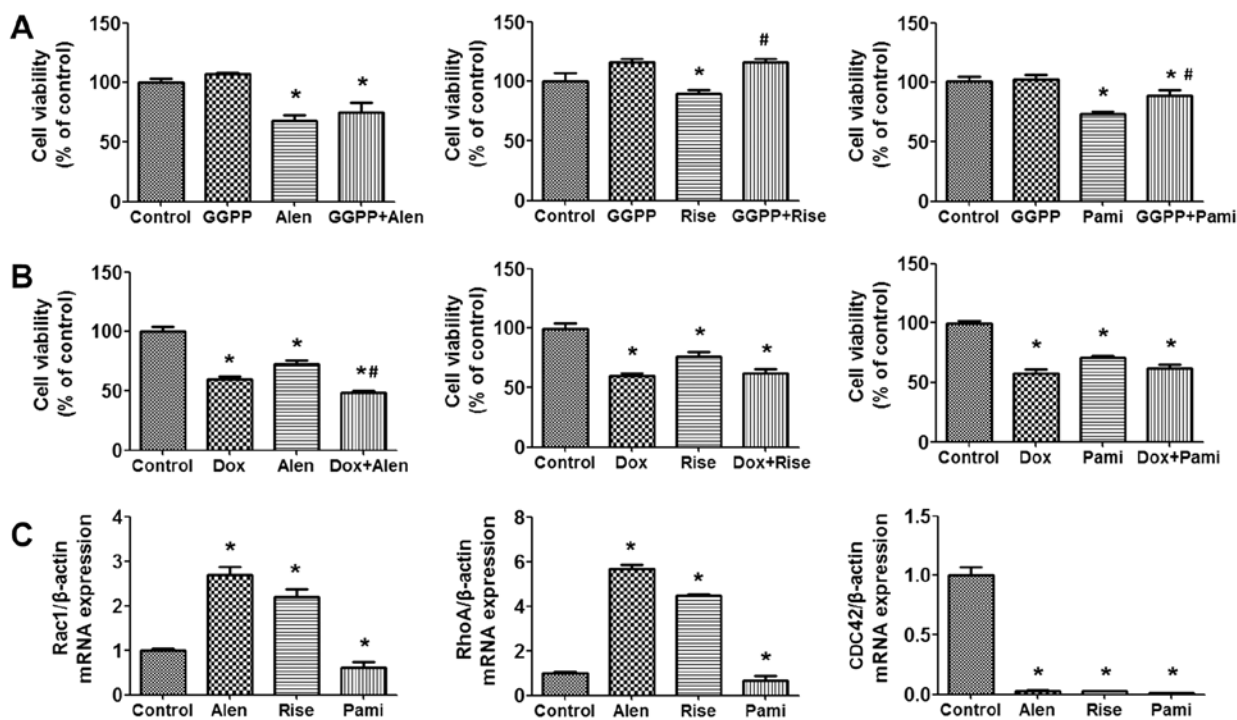 A
Cell viability
(% of control)
150
100
50
0
*
*
Control GGPP Alen GGPP+Alen
Cell viability
(% of control)
150
100
50
0
*
#
Control GGPP Rise GGPP+Rise
Cell viability
(% of control)
150
100
50
0
*
* #
Control GGPP Pami GGPP+Pami
B
Cell viability
(% of control)
150
100
50
0
*
*
*#
Control Dox Alen Dox+Alen
Cell viability
(% of control)
150
100
50
0
*
*
*
Control Dox Rise Dox+Rise
Cell viability
(% of control)
150
100
50
0
*
*
*
Control Dox Pami Dox+Pami
C
Rac1/β-actin
mRNA expression
4
3
2
1
0
*
*
*
Control Alen Rise Pami
RhoA/β-actin
mRNA expression
8
6
4
2
0
*
*
*
Control Alen Rise Pami
CDC42/β-actin
mRNA expression
1.5
1.0
0.5
0.0
*
*
*
Control Alen Rise Pami